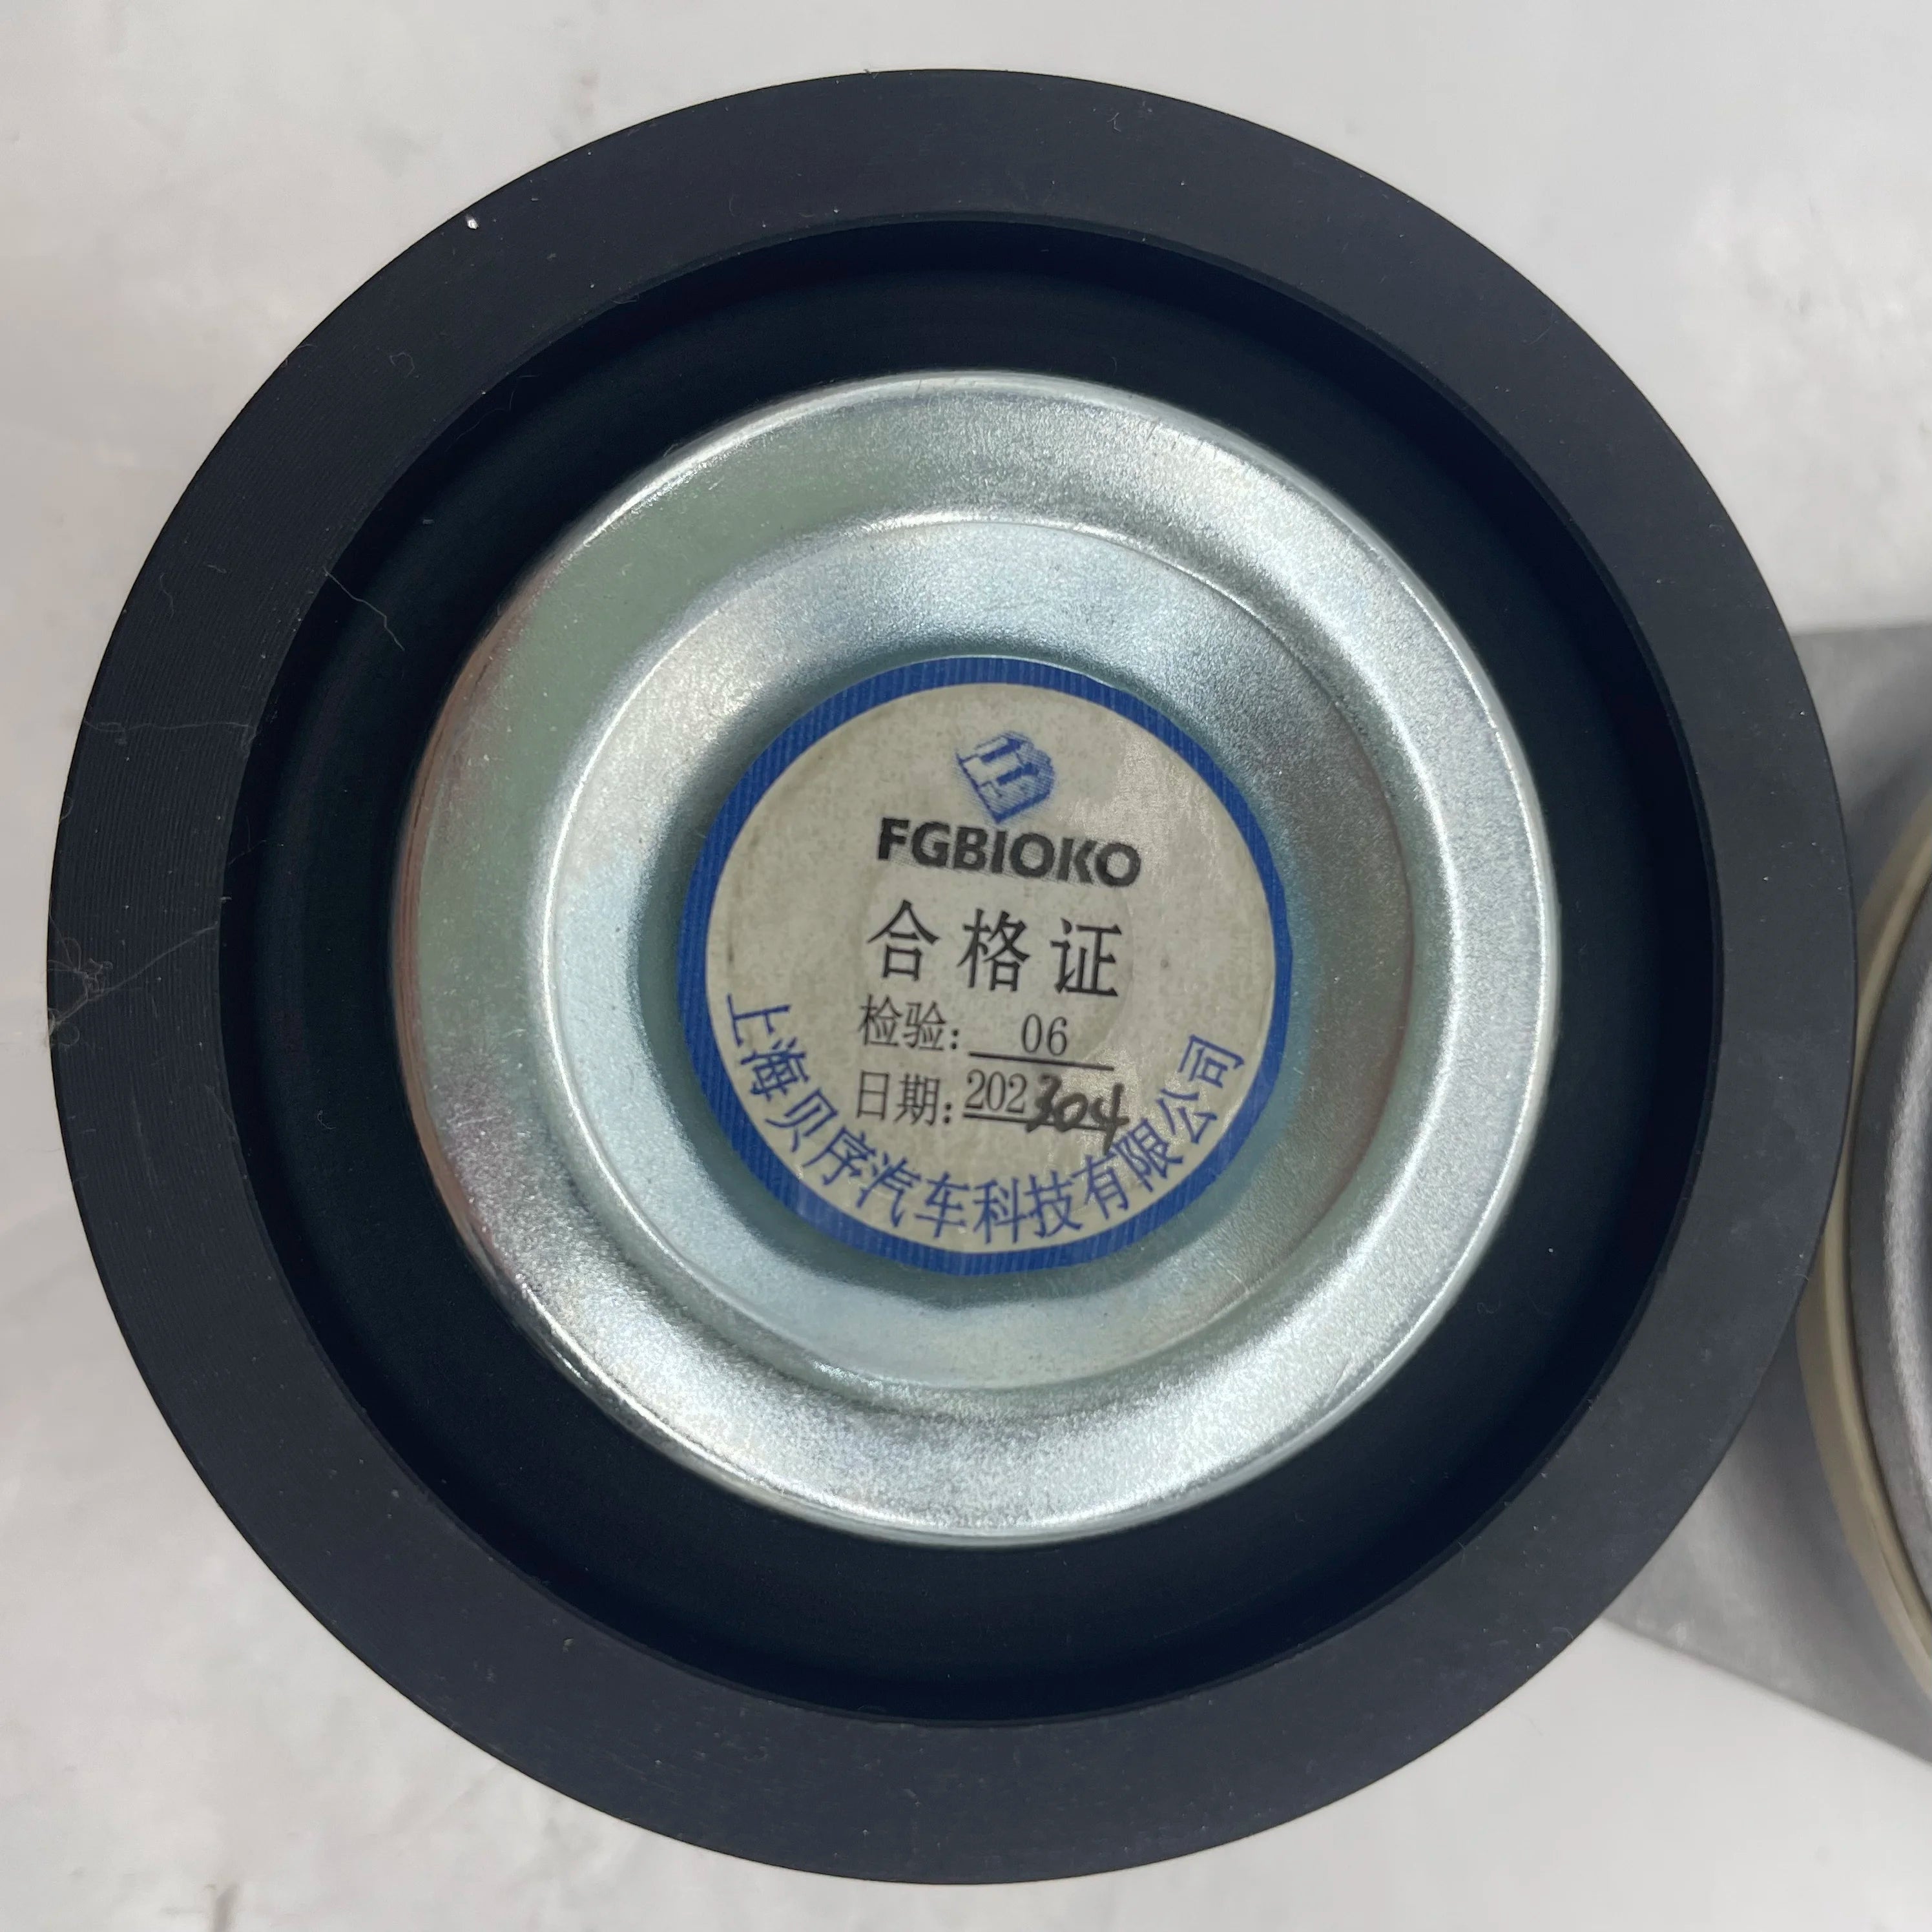 FGBIOKO
合格证
检验: 06
日期: 202304
上海贝序汽车科技有限公司